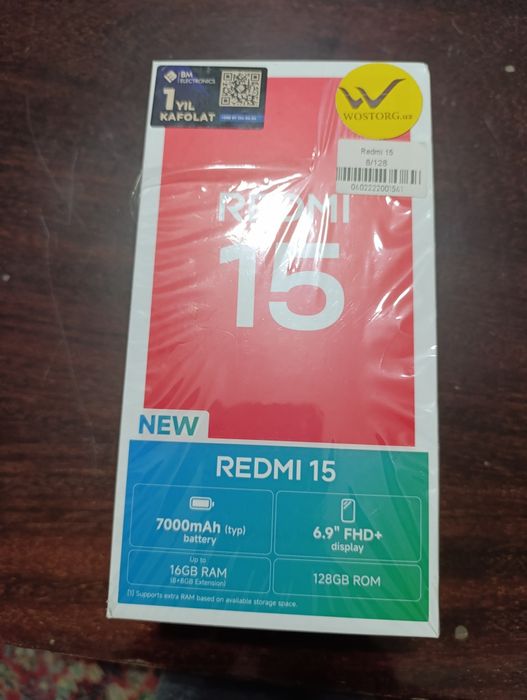 BM
ELECTRONICS
1 YIL
KAFOLAT
WOSTORG.uz
Redmi 15
8/128
0602222001561
REDMI
15
NEW
REDMI 15
7000mAh (typ)
battery
6.9" FHD+
display
Up to
16GB RAM
(8+8GB Extension)
128GB ROM
[1] Supports extra RAM based on available storage space.